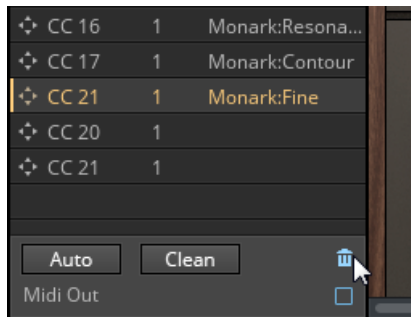 CC 16 1 Monark:Resona...
CC 17 1 Monark:Contour
CC 21 1 Monark:Fine
CC 20 1
CC 21 1
Auto Clean
Midi Out